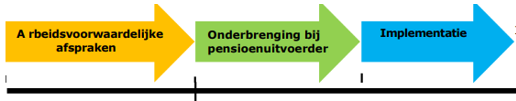 A rbeidsvoorwaardelijke
afspraken
Onderbrenging bij
pensioenuitvoerder
Implementatie